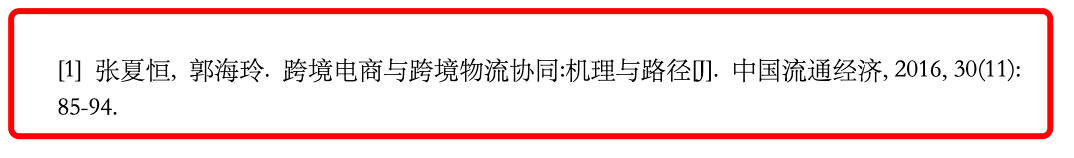 [1] 张夏恒, 郭海玲. 跨境电商与跨境物流协同:机理与路径[J]. 中国流通经济, 2016, 30(11):
85-94.